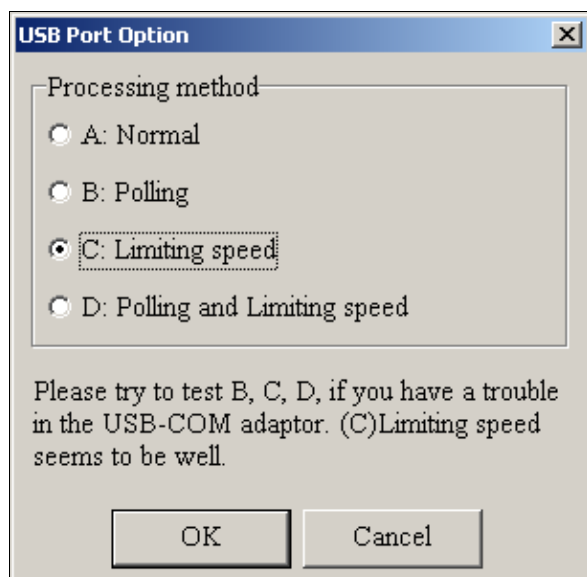 USB Port Option
Processing method
A: Normal
B: Polling
C: Limiting speed
D: Polling and Limiting speed
Please try to test B, C, D, if you have a trouble
in the USB-COM adaptor. (C)Limiting speed
seems to be well.
OK
Cancel